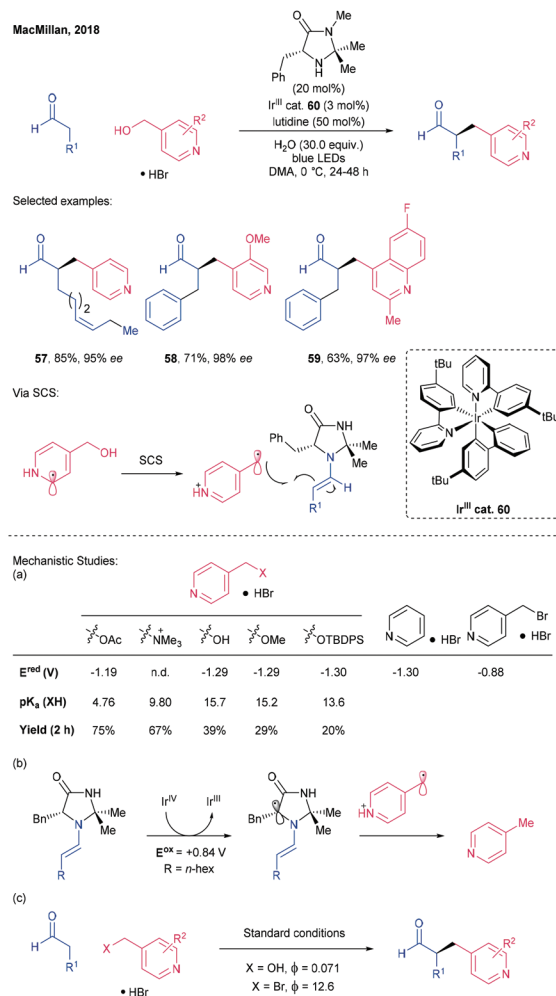 MacMillan, 2018
O
N
Me
Me
Me
Ph
N
H
(20 mol%)
Ir^III cat. 60 (3 mol%)
lutidine (50 mol%)
H₂O (30.0 equiv.)
blue LEDs
DMA, 0 °C, 24-48 h
O
H
R¹
HO
R²
N
• HBr
O
H
R¹
R²
N
Selected examples:
O
H
N
2
Me
57, 85%, 95% ee
O
H
OMe
N
58, 71%, 98% ee
F
O
H
N
Me
59, 63%, 97% ee
Via SCS:
OH
HN
SCS
HN
+
O
NH
Ph
Me
Me
N
H
R¹
tBu
N
Ir
N
tBu
tBu
Ir^III cat. 60
Mechanistic Studies:
(a)
X
N
• HBr
OAc
NMe₃
+
OH
OMe
OTBDPS
N
• HBr
Br
N
• HBr
E^red (V) -1.19 n.d. -1.29 -1.29 -1.30 -1.30 -0.88
pKₐ (XH) 4.76 9.80 15.7 15.2 13.6
Yield (2 h) 75% 67% 39% 29% 20%
(b)
O
NH
Bn
Me
Me
N
R
Ir^IV Ir^III
E^ox = +0.84 V
R = n-hex
O
NH
Bn
Me
Me
N
R
HN
+
Me
N
(c)
O
H
R¹
X
R²
N
• HBr
Standard conditions
X = OH, ϕ = 0.071
X = Br, ϕ = 12.6
O
H
R¹
R²
N